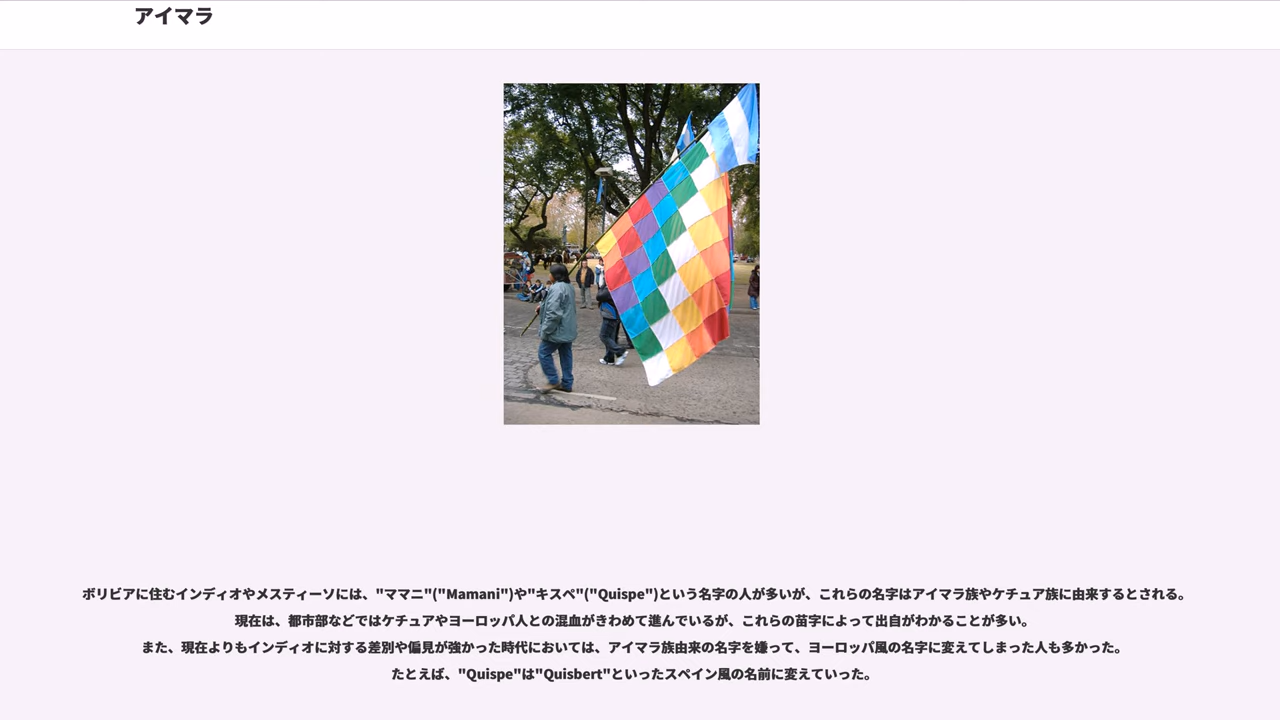 アイマラ
ボリビアに住むインディオやメスティーソには、"ママニ"("Mamani")や"キスペ"("Quispe")という名字の人が多いが、これらの名字はアイマラ族やケチュア族に由来するとされる。
現在は、都市部などではケチュアやヨーロッパ人との混血がきわめて進んでいるが、これらの苗字によって出自がわかることが多い。
また、現在よりもインディオに対する差別や偏見が強かった時代においては、アイマラ族由来の名字を嫌って、ヨーロッパ風の名字に変えてしまった人も多かった。
たとえば、"Quispe"は"Quisbert"といったスペイン風の名前に変えていった。